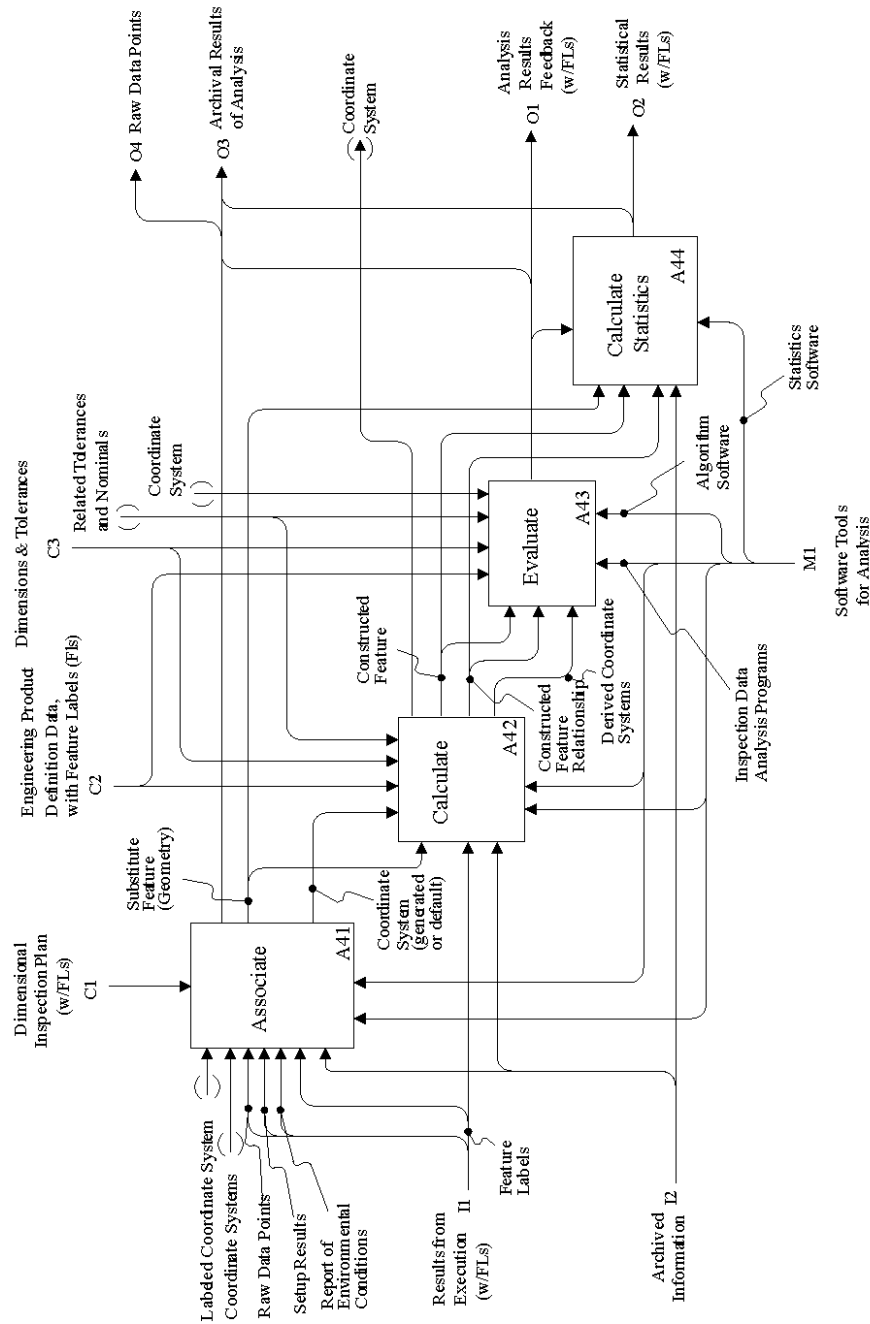 Dimensional
Inspection Plan
(w/FLs)
C1
Engineering Product
Definition Data,
with Feature Labels (Fls)
C2
Dimensions & Tolerances
C3
Related Tolerances
and Nominals
Coordinate
System
O4 Raw Data Points
O3 Archival Results
of Analysis
Coordinate
System
Analysis
Results
Feedback
(w/FLs)
O1
Statistical
Results
(w/FLs)
O2
Labeled Coordinate System
Coordinate Systems
Raw Data Points
Setup Results
Report of
Environmental
Conditions
Results from
Execution I1
(w/FLs)
Feature
Labels
Archived
Information
I2
Associate
A41
Substitute
Feature
(Geometry)
Coordinate
System
(generated
or default)
Calculate
A42
Constructed
Feature
Constructed
Feature
Relationship
Derived Coordinate
Systems
Evaluate
A43
Calculate
Statistics
A44
Inspection Data
Analysis Programs
Algorithm
Software
Statistics
Software
M1
Software Tools
for Analysis